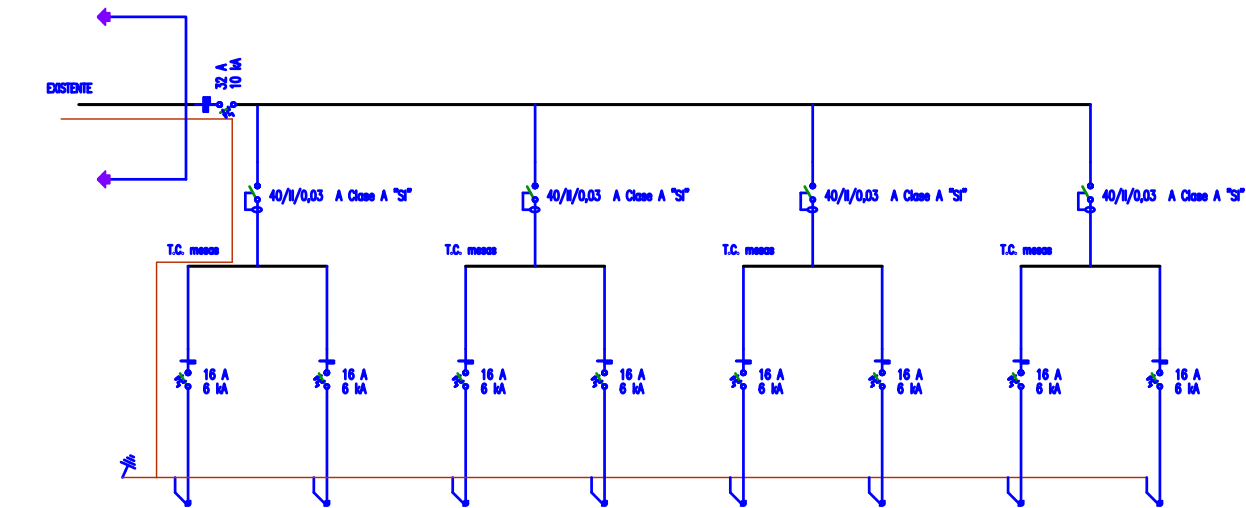 EXISTENTE
32 A
10 kA
40/II/0,03 A Clase A "SI"
40/II/0,03 A Clase A "SI"
40/II/0,03 A Clase A "SI"
40/II/0,03 A Clase A "SI"
T.C. mesas
T.C. mesas
T.C. mesas
T.C. mesas
16 A
6 kA
16 A
6 kA
16 A
6 kA
16 A
6 kA
16 A
6 kA
16 A
6 kA
16 A
6 kA
16 A
6 kA